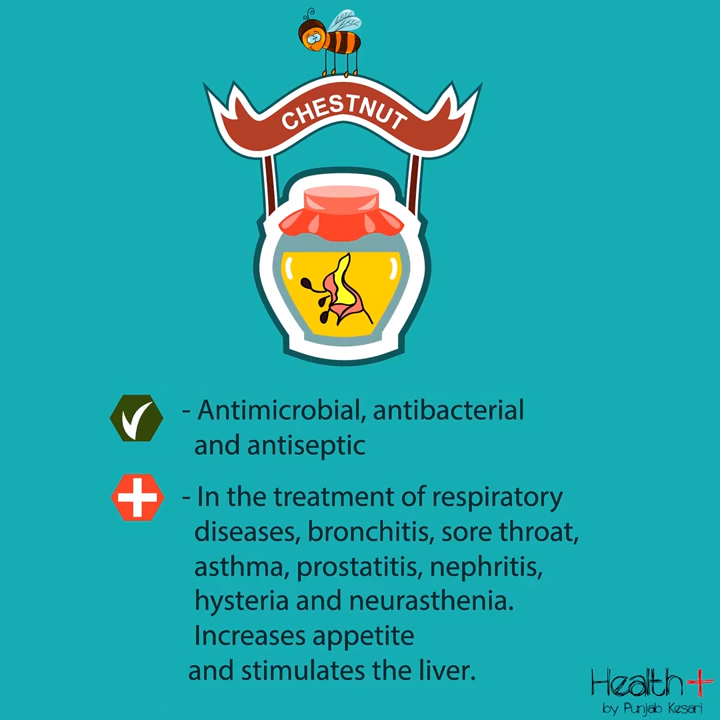 CHESTNUT
- Antimicrobial, antibacterial
and antiseptic
- In the treatment of respiratory
diseases, bronchitis, sore throat,
asthma, prostatitis, nephritis,
hysteria and neurasthenia.
Increases appetite
and stimulates the liver.
Health+
by Punjab Kesari